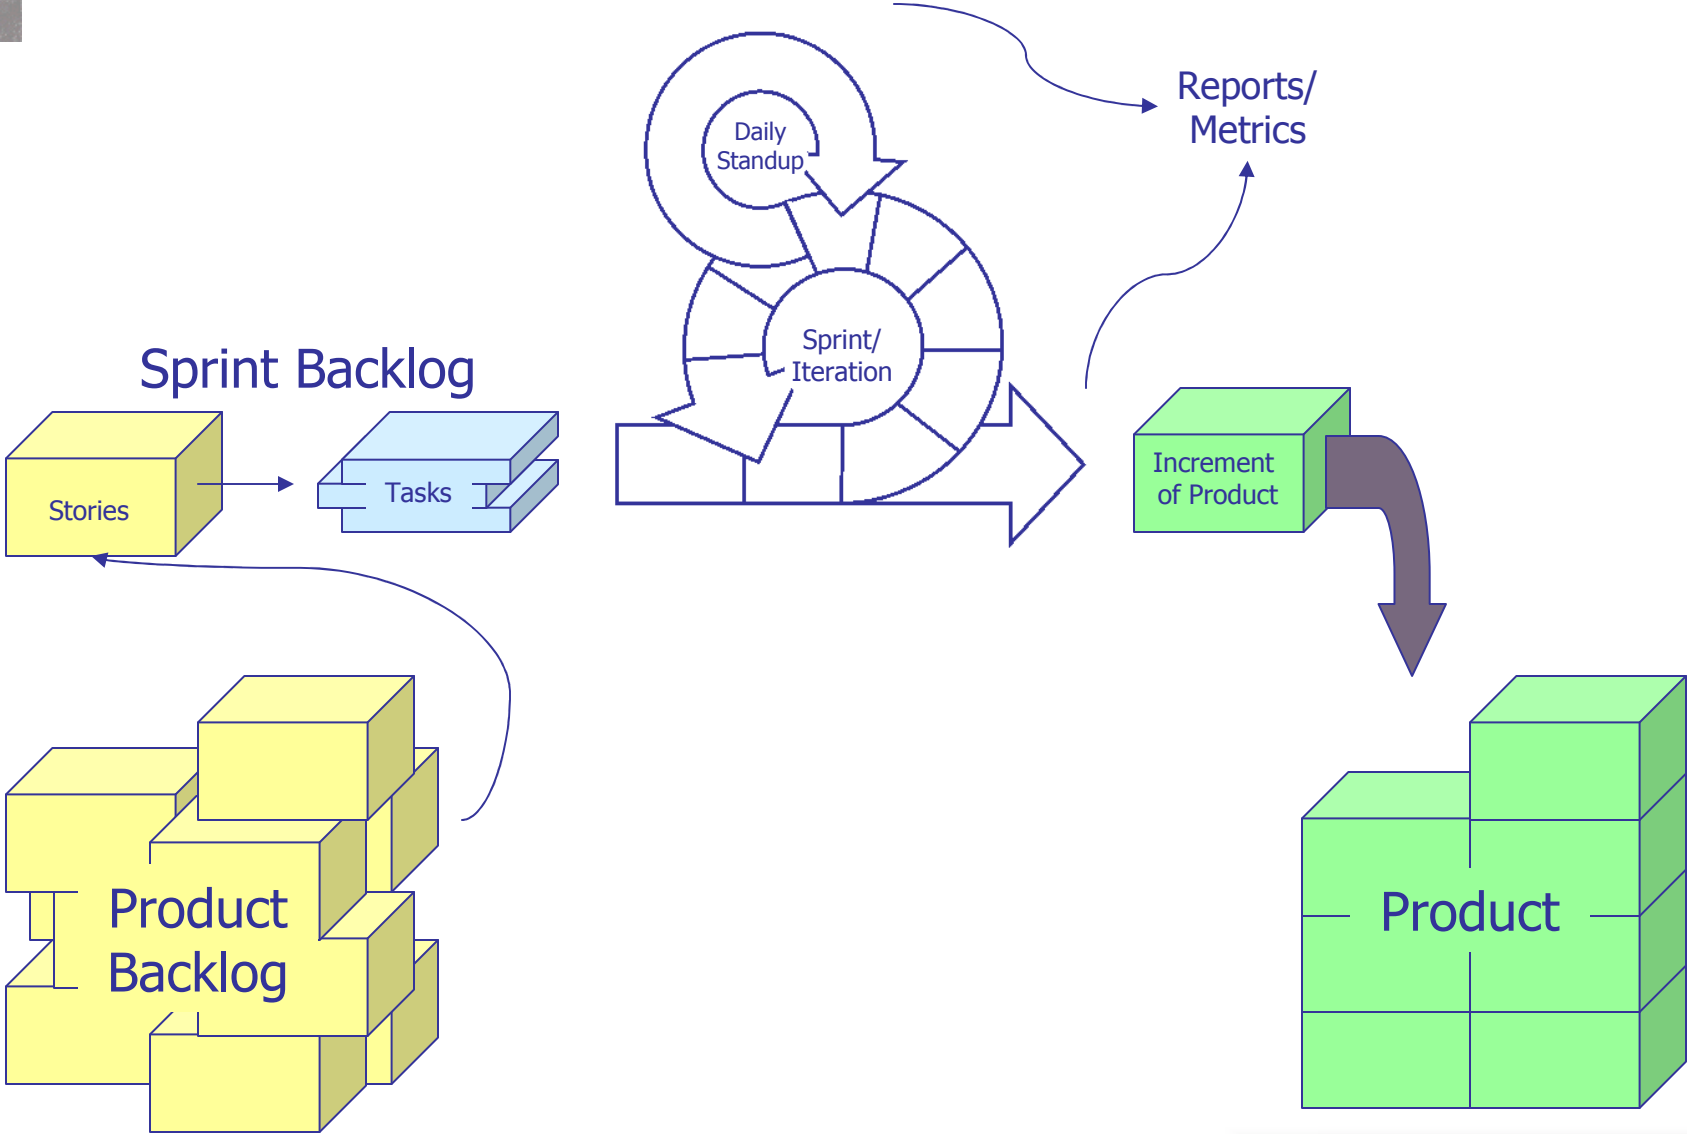 Reports/
Metrics
Daily
Standup
Sprint/
Iteration
Sprint Backlog
Stories
Tasks
Increment
of Product
Product
Backlog
Product